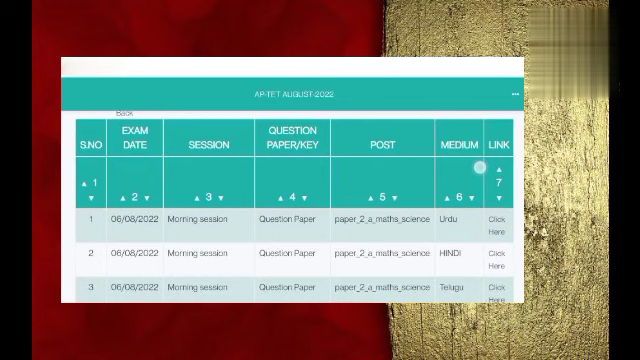 AP-TET AUGUST-2022 ...
Back
S.NO EXAM DATE SESSION QUESTION PAPER/KEY POST MEDIUM LINK
▲ 1 ▼ ▲ 2 ▼ ▲ 3 ▼ ▲ 4 ▼ ▲ 5 ▼ ▲ 6 ▼ ▲ 7 ▼
1 06/08/2022 Morning session Question Paper paper_2_a_maths_science Urdu Click Here
2 06/08/2022 Morning session Question Paper paper_2_a_maths_science HINDI Click Here
3 06/08/2022 Morning session Question Paper paper_2_a_maths_science Telugu Click Here